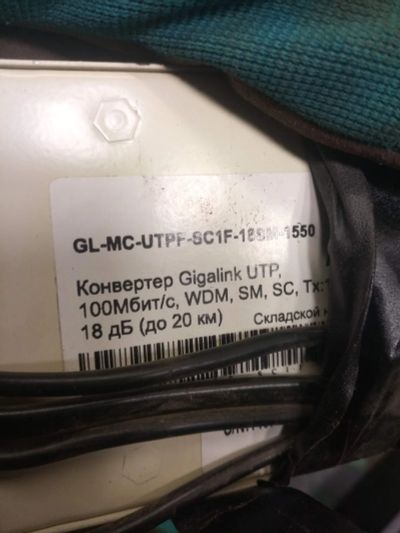 GL-MC-UTPF-SC1F-18SM-1550
Конвертер Gigalink UTP,
100Мбит/с, WDM, SM, SC, Tx:1
18 дБ (до 20 км) Складской н